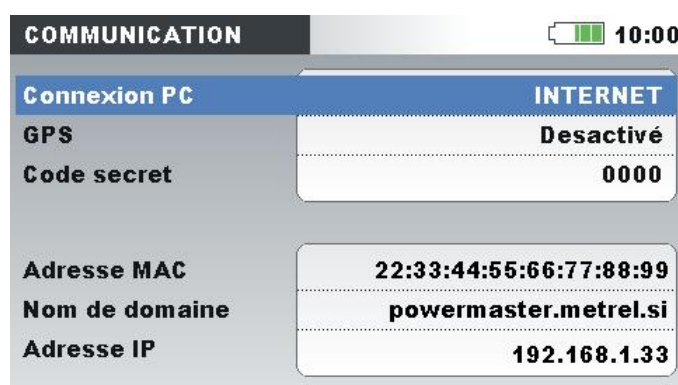 COMMUNICATION 10:00
Connexion PC INTERNET
GPS Desactivé
Code secret 0000
Adresse MAC 22:33:44:55:66:77:88:99
Nom de domaine powermaster.metrel.si
Adresse IP 192.168.1.33